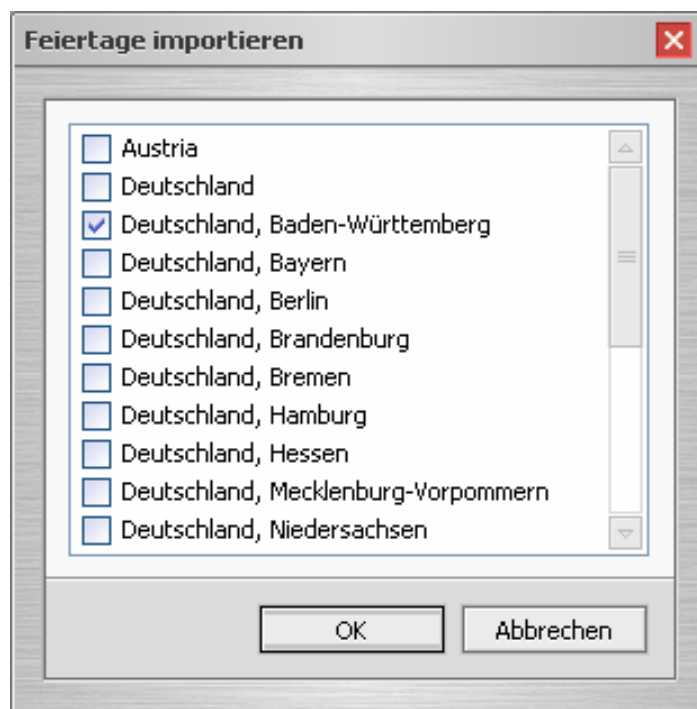 Feiertage importieren
Austria
Deutschland
Deutschland, Baden-Württemberg
Deutschland, Bayern
Deutschland, Berlin
Deutschland, Brandenburg
Deutschland, Bremen
Deutschland, Hamburg
Deutschland, Hessen
Deutschland, Mecklenburg-Vorpommern
Deutschland, Niedersachsen
OK Abbrechen